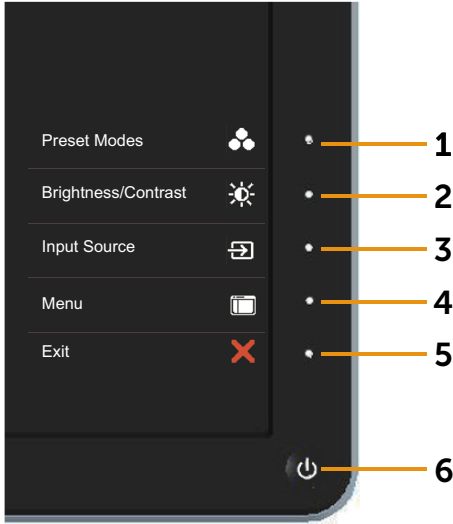 Preset Modes 1
Brightness/Contrast 2
Input Source 3
Menu 4
Exit 5
6